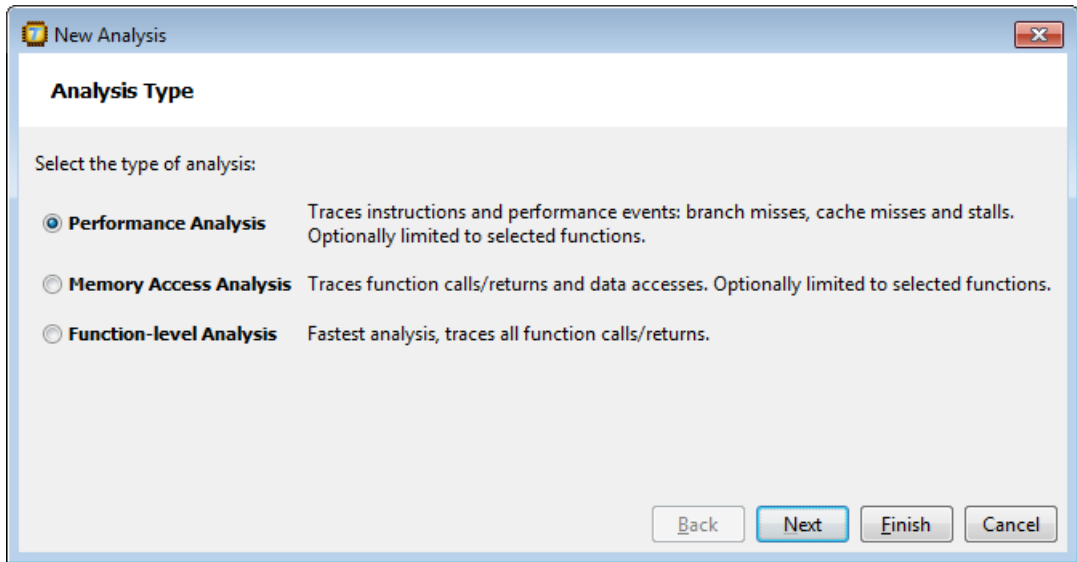 New Analysis
Analysis Type
Select the type of analysis:
Performance Analysis
Traces instructions and performance events: branch misses, cache misses and stalls.
Optionally limited to selected functions.
Memory Access Analysis Traces function calls/returns and data accesses. Optionally limited to selected functions.
Function-level Analysis Fastest analysis, traces all function calls/returns.
Back Next Finish Cancel